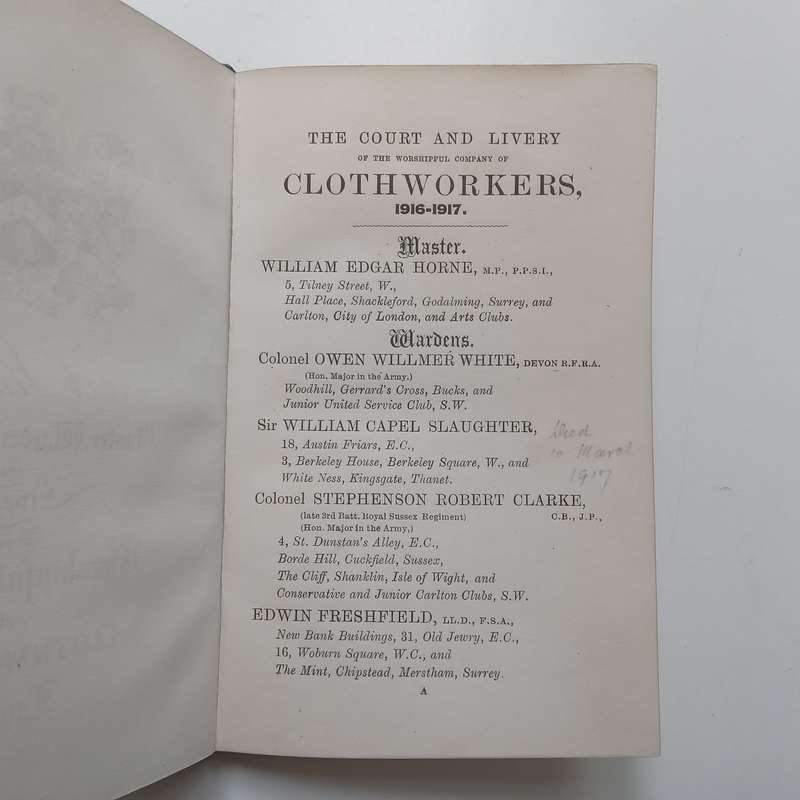 THE COURT AND LIVERY
OF THE WORSHIPFUL COMPANY OF
CLOTHWORKERS,
1916-1917.
Master.
WILLIAM EDGAR HORNE, M.P., P.P.S.I.,
5, Tilney Street, W.,
Hall Place, Shackleford, Godalming, Surrey, and
Carlton, City of London, and Arts Clubs.
Wardens.
Colonel OWEN WILLMER WHITE, DEVON R.F.R.A.
(Hon. Major in the Army.)
Woodhill, Gerrard's Cross, Bucks, and
Junior United Service Club, S.W.
Sir WILLIAM CAPEL SLAUGHTER,
Died
10 March
1917
18, Austin Friars, E.C.,
3, Berkeley House, Berkeley Square, W., and
White Ness, Kingsgate, Thanet.
Colonel STEPHENSON ROBERT CLARKE,
(late 3rd Batt. Royal Sussex Regiment) C.B., J.P.,
(Hon. Major in the Army,)
4, St. Dunstan's Alley, E.C.,
Borde Hill, Cuckfield, Sussex,
The Cliff, Shanklin, Isle of Wight, and
Conservative and Junior Carlton Clubs, S.W.
EDWIN FRESHFIELD, LL.D., F.S.A.,
New Bank Buildings, 31, Old Jewry, E.C.,
16, Woburn Square, W.C., and
The Mint, Chipstead, Merstham, Surrey.
A